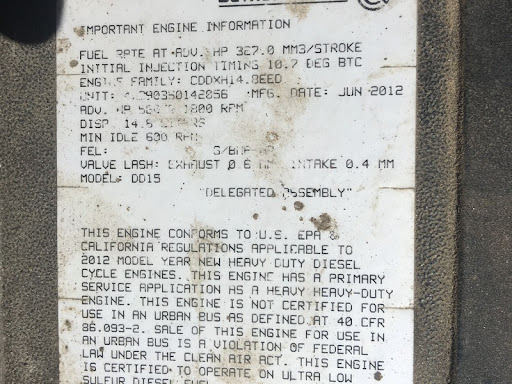 IMPORTANT ENGINE INFORMATION
FUEL RATE AT ADV. HP 327.0 MM3/STROKE
INITIAL INJECTION TIMING 10.7 DEG BTC
ENGINE FAMILY: CDDXH14.8EED
UNIT: MFG. DATE: JUN 2012
ADV. HP 1800 RPM
DISP. 14.8 LITERS
MIN IDLE 600 RPM
FEL:
VALVE LASH: EXHAUST 0.6 MM INTAKE 0.4 MM
MODEL: DD15
"DELEGATED ASSEMBLY"
THIS ENGINE CONFORMS TO U.S. EPA &
CALIFORNIA REGULATIONS APPLICABLE TO
2012 MODEL YEAR NEW HEAVY DUTY DIESEL
CYCLE ENGINES. THIS ENGINE HAS A PRIMARY
SERVICE APPLICATION AS A HEAVY HEAVY-DUTY
ENGINE. THIS ENGINE IS NOT CERTIFIED FOR
USE IN AN URBAN BUS AS DEFINED AT 40 CFR
86.093-2. SALE OF THIS ENGINE FOR USE IN
AN URBAN BUS IS A VIOLATION OF FEDERAL
LAW UNDER THE CLEAN AIR ACT. THIS ENGINE
IS CERTIFIED TO OPERATE ON ULTRA LOW
SULFUR DIESEL FUEL